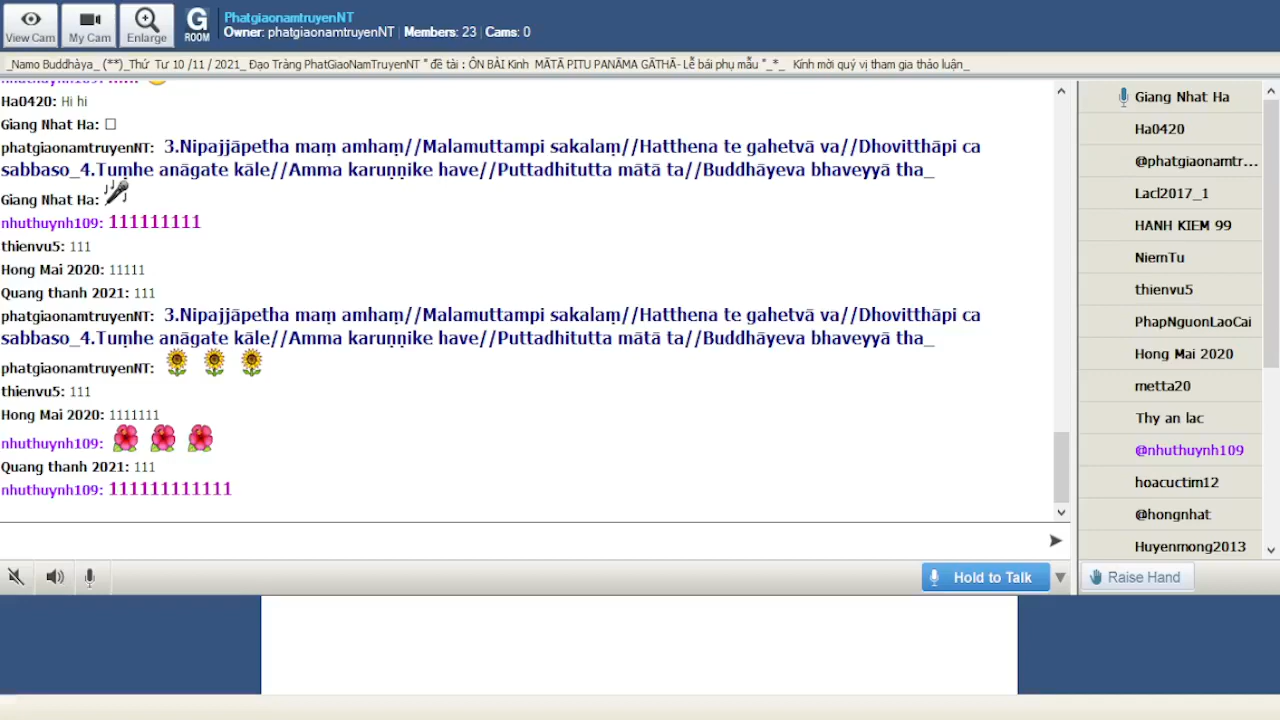 View Cam
My Cam
Enlarge
G
ROOM
PhatgiaonamtruyenNT
Owner: phatgiaonamtruyenNT | Members: 23 | Cams: 0
_Namo Buddhàya_ (**)_Thứ Tư 10 /11 / 2021_ Đạo Tràng PhatGiaoNamTruyenNT " đề tài : ÔN BÀI Kinh MĀTĀ PITU PANĀMA GĀTHĀ- Lễ bái phụ mẫu "_*_ Kính mời quý vị tham gia thảo luận_
Ha0420: Hi hi
Giang Nhat Ha: □
phatgiaonamtruyenNT: 3.Nipajjāpetha maṃ amhaṃ//Malamuttampi sakalaṃ//Hatthena te gahetvā va//Dhovitthāpi ca
sabbaso_4.Tuṃhe anāgate kāle//Amma karuṇṇike have//Puttadhitutta mātā ta//Buddhāyeva bhaveyyā tha_
Giang Nhat Ha:
nhuthuynh109: 111111111
thienvu5: 111
Hong Mai 2020: 11111
Quang thanh 2021: 111
phatgiaonamtruyenNT: 3.Nipajjāpetha maṃ amhaṃ//Malamuttampi sakalaṃ//Hatthena te gahetvā va//Dhovitthāpi ca
sabbaso_4.Tuṃhe anāgate kāle//Amma karuṇṇike have//Puttadhitutta mātā ta//Buddhāyeva bhaveyyā tha_
phatgiaonamtruyenNT:
thienvu5: 111
Hong Mai 2020: 1111111
nhuthuynh109:
Quang thanh 2021: 111
nhuthuynh109: 111111111111
Hold to Talk
Giang Nhat Ha
Ha0420
@phatgiaonamtr...
Lacl2017_1
HANH KIEM 99
NiemTu
thienvu5
PhapNguonLaoCai
Hong Mai 2020
metta20
Thy an lac
@nhuthuynh109
hoacuctim12
@hongnhat
Huyenmong2013
Raise Hand